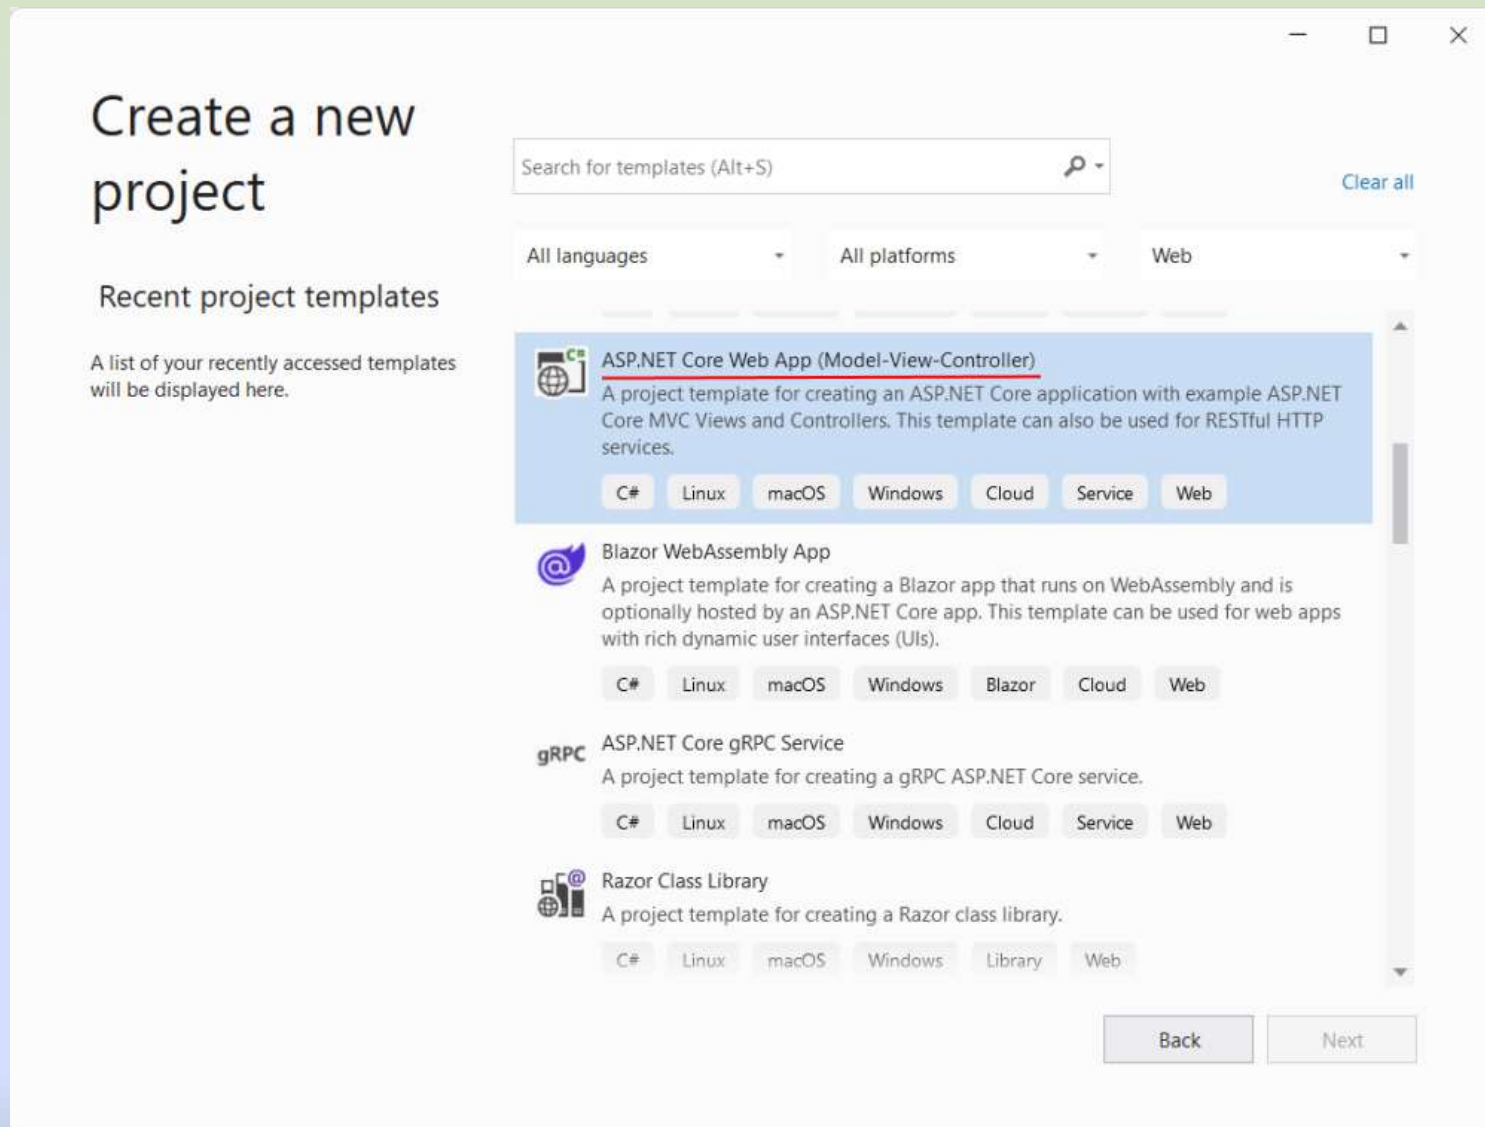 Create a new
project
Search for templates (Alt+S)
Clear all
All languages
All platforms
Web
Recent project templates
A list of your recently accessed templates
will be displayed here.
C#
ASP.NET Core Web App (Model-View-Controller)
A project template for creating an ASP.NET Core application with example ASP.NET
Core MVC Views and Controllers. This template can also be used for RESTful HTTP
services.
C# Linux macOS Windows Cloud Service Web
@
Blazor WebAssembly App
A project template for creating a Blazor app that runs on WebAssembly and is
optionally hosted by an ASP.NET Core app. This template can be used for web apps
with rich dynamic user interfaces (UIs).
C# Linux macOS Windows Blazor Cloud Web
gRPC
ASP.NET Core gRPC Service
A project template for creating a gRPC ASP.NET Core service.
C# Linux macOS Windows Cloud Service Web
@
Razor Class Library
A project template for creating a Razor class library.
C# Linux macOS Windows Library Web
Back
Next